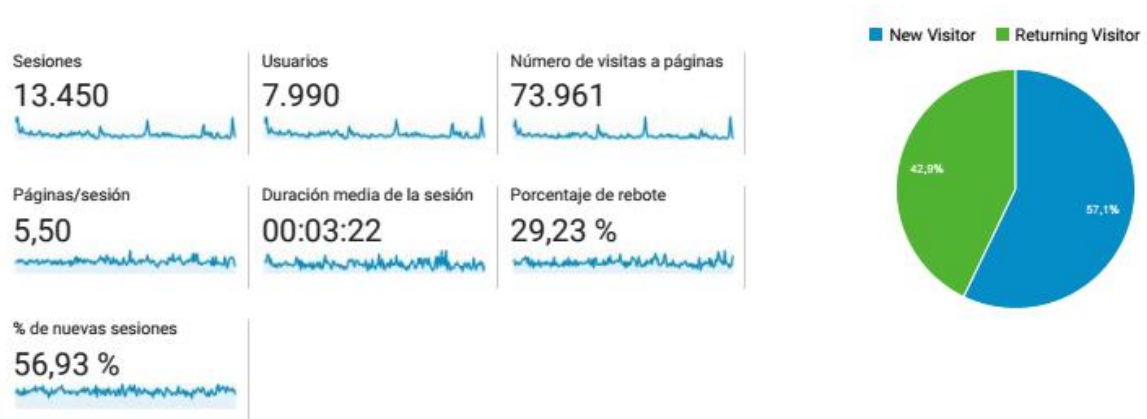 New Visitor Returning Visitor
Sesiones
13.450
Usuarios
7.990
Número de visitas a páginas
73.961
Páginas/sesión
5,50
Duración media de la sesión
00:03:22
Porcentaje de rebote
29,23 %
% de nuevas sesiones
56,93 %
42,9%
57,1%